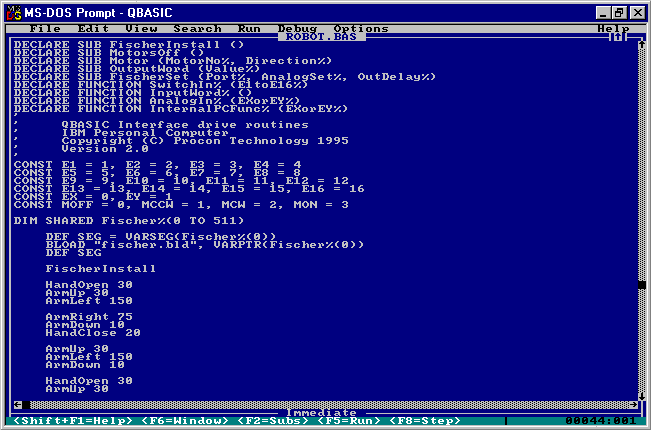 MS-DOS Prompt - QBASIC
File Edit View Search Run Debug Options Help
ROBOT.BAS
DECLARE SUB FischerInstall ()
DECLARE SUB MotorsOff ()
DECLARE SUB Motor (MotorNo%, Direction%)
DECLARE SUB OutputWord (Value%)
DECLARE SUB FischerSet (Port%, AnalogSet%, OutDelay%)
DECLARE FUNCTION SwitchIn% (E1toE16%)
DECLARE FUNCTION InputWord% ()
DECLARE FUNCTION AnalogIn% (EXorEY%)
DECLARE FUNCTION InternalPCFunc% (EXorEY%)
'
' QBASIC Interface drive routines
' IBM Personal Computer
' Copyright (C) Procon Technology 1995
' Version 2.0
'
CONST E1 = 1, E2 = 2, E3 = 3, E4 = 4
CONST E5 = 5, E6 = 6, E7 = 7, E8 = 8
CONST E9 = 9, E10 = 10, E11 = 11, E12 = 12
CONST E13 = 13, E14 = 14, E15 = 15, E16 = 16
CONST EX = 0, EY = 1
CONST MOFF = 0, MCCW = 1, MCW = 2, MON = 3
DIM SHARED Fischer%(0 TO 511)
DEF SEG = VARSEG(Fischer%(0))
BLOAD "fischer.bld", VARPTR(Fischer%(0))
DEF SEG
FischerInstall
HandOpen 30
ArmUp 30
ArmLeft 150
ArmRight 75
ArmDown 10
HandClose 20
ArmUp 30
ArmLeft 150
ArmDown 10
HandOpen 30
ArmUp 30
Immediate
<Shift+F1=Help> <F6=Window> <F2=Subs> <F5=Run> <F8=Step> 00044:001